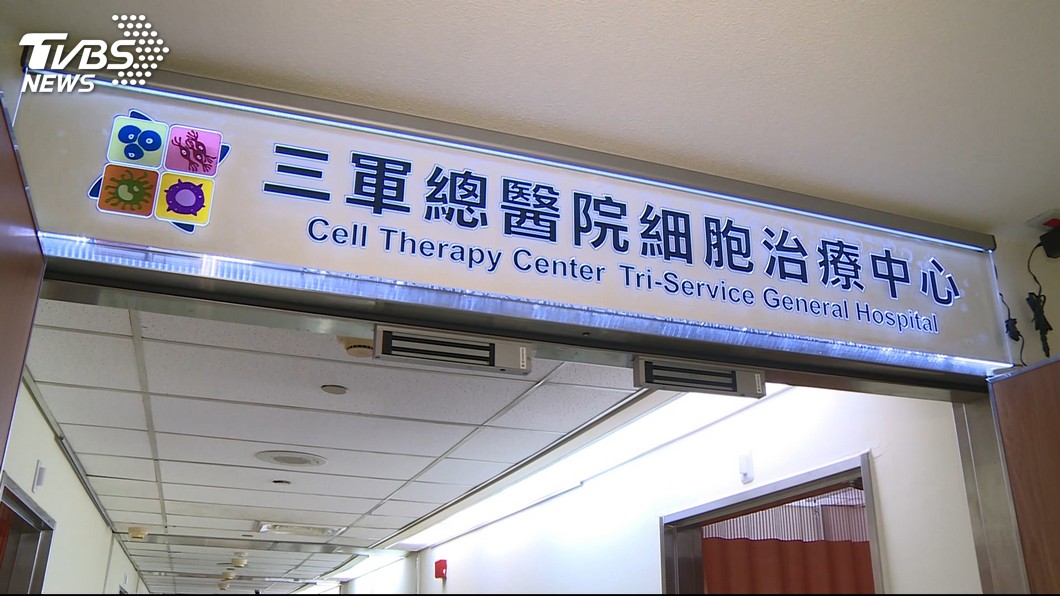 TVBS
NEWS
三軍總醫院細胞治療中心
Cell Therapy Center Tri-Service General Hospital